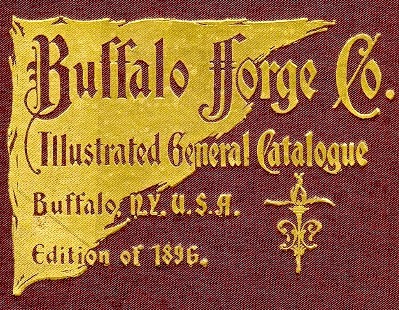 Buffalo Forge Co.
Illustrated General Catalogue
Buffalo, N.Y. U.S.A.
Edition of 1896.